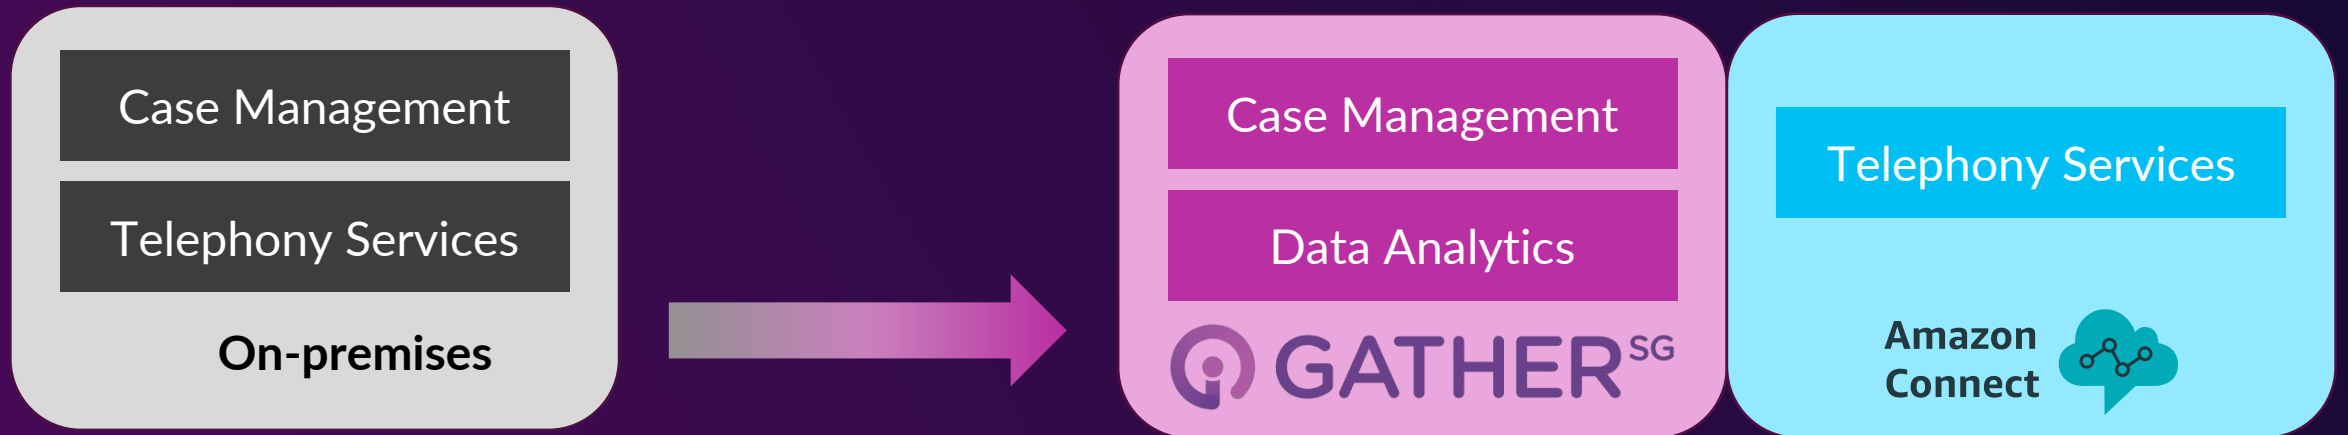 Case Management
Telephony Services
On-premises
Case Management
Data Analytics
GATHER SG
Telephony Services
Amazon
Connect